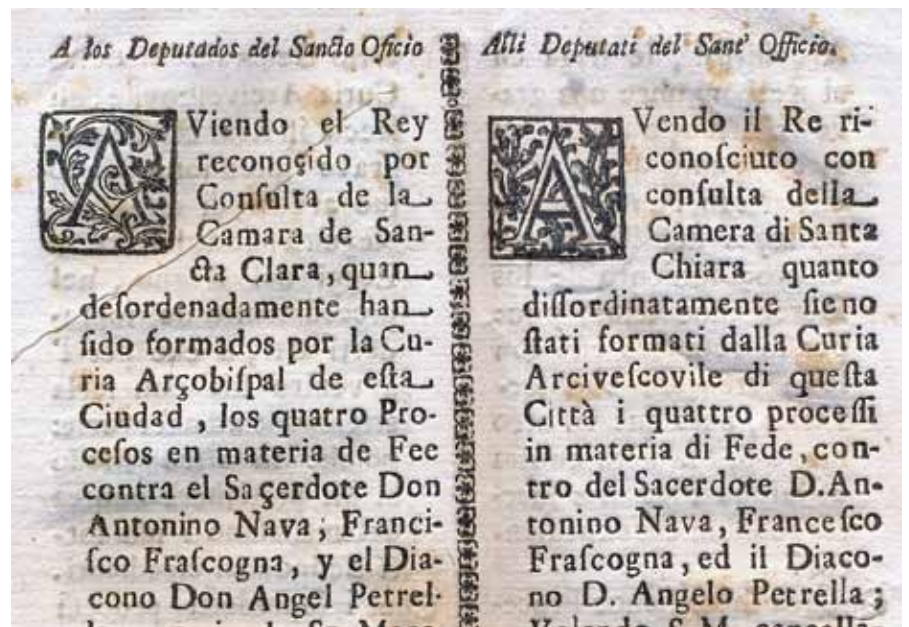 A los Deputados del Sancto Oficio
AViendo el Rey
reconoçido por
Conſulta de la
Camara de San-
cta Clara, quan
deſordenadamente han
ſido formados por la Cu-
ria Arçobiſpal de eſta
Ciudad, los quatro Pro-
ceſos en materia de Fee
contra el Saçerdote Don
Antonino Nava; Franci-
ſco Fraſcogna, y el Dia-
cono Don Angel Petrel-
Alli Deputati del Sant' Officio.
AVendo il Re ri-
conoſciuto con
conſulta della
Camera di Santa
Chiara quanto
diſſordinatamente ſieno
ſtati formati dalla Curia
Arciveſcovile di queſta
Città i quattro proceſſi
in materia di Fede, con-
tro del Sacerdote D. An-
tonino Nava, Franceſco
Fraſcogna, ed il Diaco-
no D. Angelo Petrella;